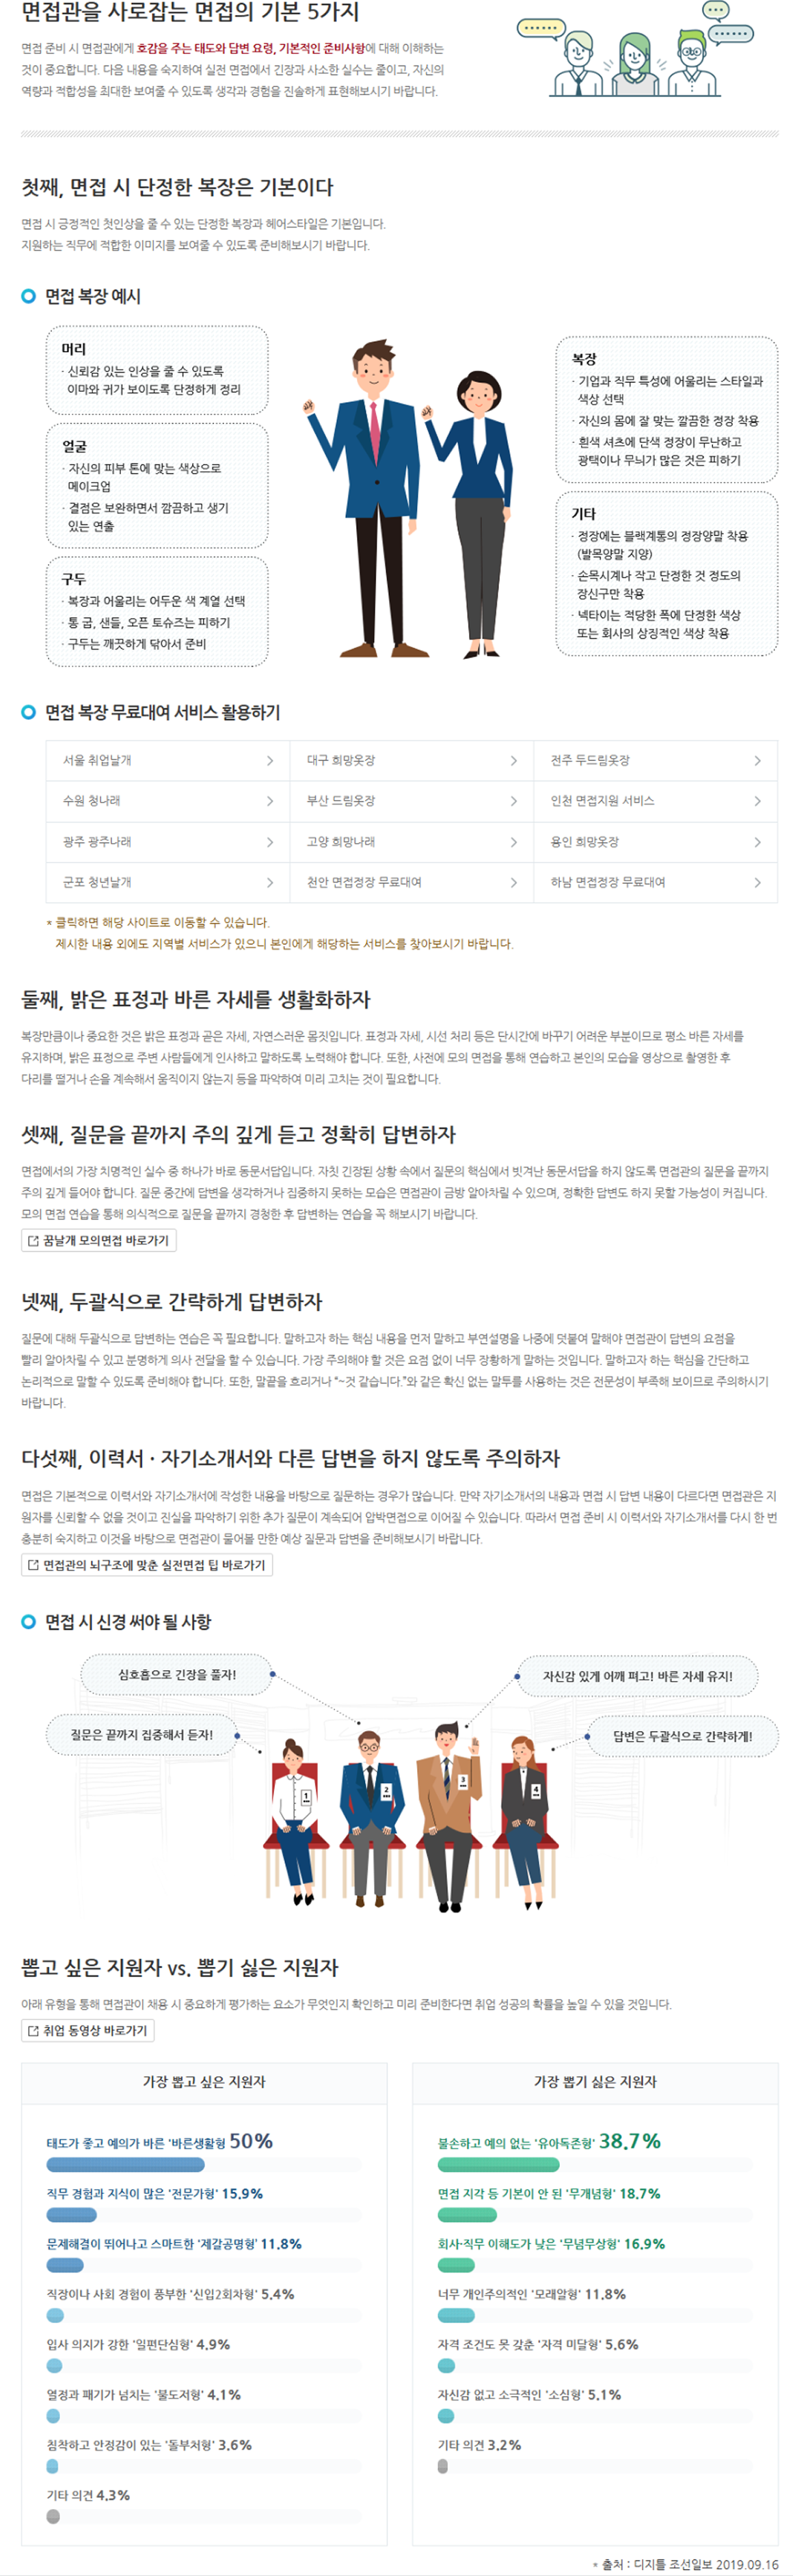 면접관을 사로잡는 면접의 기본 5가지
면접 준비 시 면접관에게 호감을 주는 태도와 답변 요령, 기본적인 준비사항에 대해 이해하는
것이 중요합니다. 다음 내용을 숙지하여 실전 면접에서 긴장과 사소한 실수는 줄이고, 자신의
역량과 적합성을 최대한 보여줄 수 있도록 생각과 경험을 진솔하게 표현해보시기 바랍니다.
첫째, 면접 시 단정한 복장은 기본이다
면접 시 긍정적인 첫인상을 줄 수 있는 단정한 복장과 헤어스타일은 기본입니다.
지원하는 직무에 적합한 이미지를 보여줄 수 있도록 준비해보시기 바랍니다.
면접 복장 예시
머리
· 신뢰감 있는 인상을 줄 수 있도록
이마와 귀가 보이도록 단정하게 정리
얼굴
· 자신의 피부 톤에 맞는 색상으로
메이크업
· 결점은 보완하면서 깔끔하고 생기
있는 연출
구두
· 복장과 어울리는 어두운 색 계열 선택
· 통 굽, 샌들, 오픈 토슈즈는 피하기
· 구두는 깨끗하게 닦아서 준비
복장
· 기업과 직무 특성에 어울리는 스타일과
색상 선택
· 자신의 몸에 잘 맞는 깔끔한 정장 착용
· 흰색 셔츠에 단색 정장이 무난하고
광택이나 무늬가 많은 것은 피하기
기타
· 정장에는 블랙계통의 정장양말 착용
(발목양말 지양)
· 손목시계나 작고 단정한 것 정도의
장신구만 착용
· 넥타이는 적당한 폭에 단정한 색상
또는 회사의 상징적인 색상 착용
면접 복장 무료대여 서비스 활용하기
서울 취업날개 대구 희망옷장 전주 두드림옷장
수원 청나래 부산 드림옷장 인천 면접지원 서비스
광주 광주나래 고양 희망나래 용인 희망옷장
군포 청년날개 천안 면접정장 무료대여 하남 면접정장 무료대여
* 클릭하면 해당 사이트로 이동할 수 있습니다.
제시한 내용 외에도 지역별 서비스가 있으니 본인에게 해당하는 서비스를 찾아보시기 바랍니다.
둘째, 밝은 표정과 바른 자세를 생활화하자
복장만큼이나 중요한 것은 밝은 표정과 곧은 자세, 자연스러운 몸짓입니다. 표정과 자세, 시선 처리 등은 단시간에 바꾸기 어려운 부분이므로 평소 바른 자세를
유지하며, 밝은 표정으로 주변 사람들에게 인사하고 말하도록 노력해야 합니다. 또한, 사전에 모의 면접을 통해 연습하고 본인의 모습을 영상으로 촬영한 후
다리를 떨거나 손을 계속해서 움직이지 않는지 등을 파악하여 미리 고치는 것이 필요합니다.
셋째, 질문을 끝까지 주의 깊게 듣고 정확히 답변하자
면접에서의 가장 치명적인 실수 중 하나가 바로 동문서답입니다. 자칫 긴장된 상황 속에서 질문의 핵심에서 빗겨난 동문서답을 하지 않도록 면접관의 질문을 끝까지
주의 깊게 들어야 합니다. 질문 중간에 답변을 생각하거나 집중하지 못하는 모습은 면접관이 금방 알아차릴 수 있으며, 정확한 답변도 하지 못할 가능성이 커집니다.
모의 면접 연습을 통해 의식적으로 질문을 끝까지 경청한 후 답변하는 연습을 꼭 해보시기 바랍니다.
꿈날개 모의면접 바로가기
넷째, 두괄식으로 간략하게 답변하자
질문에 대해 두괄식으로 답변하는 연습은 꼭 필요합니다. 말하고자 하는 핵심 내용을 먼저 말하고 부연설명을 나중에 덧붙여 말해야 면접관이 답변의 요점을
빨리 알아차릴 수 있고 분명하게 의사 전달을 할 수 있습니다. 가장 주의해야 할 것은 요점 없이 너무 장황하게 말하는 것입니다. 말하고자 하는 핵심을 간단하고
논리적으로 말할 수 있도록 준비해야 합니다. 또한, 말끝을 흐리거나 “~것 같습니다.”와 같은 확신 없는 말투를 사용하는 것은 전문성이 부족해 보이므로 주의하시기
바랍니다.
다섯째, 이력서 · 자기소개서와 다른 답변을 하지 않도록 주의하자
면접은 기본적으로 이력서와 자기소개서에 작성한 내용을 바탕으로 질문하는 경우가 많습니다. 만약 자기소개서의 내용과 면접 시 답변 내용이 다르다면 면접관은 지
원자를 신뢰할 수 없을 것이고 진실을 파악하기 위한 추가 질문이 계속되어 압박면접으로 이어질 수 있습니다. 따라서 면접 준비 시 이력서와 자기소개서를 다시 한 번
충분히 숙지하고 이것을 바탕으로 면접관이 물어볼 만한 예상 질문과 답변을 준비해보시기 바랍니다.
면접관의 뇌구조에 맞춘 실전면접 팁 바로가기
면접 시 신경 써야 될 사항
심호흡으로 긴장을 풀자!
자신감 있게 어깨 펴고! 바른 자세 유지!
질문은 끝까지 집중해서 듣자!
답변은 두괄식으로 간략하게!
1
2
3
4
뽑고 싶은 지원자 vs. 뽑기 싫은 지원자
아래 유형을 통해 면접관이 채용 시 중요하게 평가하는 요소가 무엇인지 확인하고 미리 준비한다면 취업 성공의 확률을 높일 수 있을 것입니다.
취업 동영상 바로가기
가장 뽑고 싶은 지원자
태도가 좋고 예의가 바른 '바른생활형 50%
직무 경험과 지식이 많은 '전문가형' 15.9%
문제해결이 뛰어나고 스마트한 '제갈공명형' 11.8%
직장이나 사회 경험이 풍부한 '신입2회차형' 5.4%
입사 의지가 강한 '일편단심형' 4.9%
열정과 패기가 넘치는 '불도저형' 4.1%
침착하고 안정감이 있는 '돌부처형' 3.6%
기타 의견 4.3%
가장 뽑기 싫은 지원자
불손하고 예의 없는 '유아독존형' 38.7%
면접 지각 등 기본이 안 된 '무개념형' 18.7%
회사·직무 이해도가 낮은 '무념무상형' 16.9%
너무 개인주의적인 '모래알형' 11.8%
자격 조건도 못 갖춘 '자격 미달형' 5.6%
자신감 없고 소극적인 '소심형' 5.1%
기타 의견 3.2%
* 출처 : 디지틀 조선일보 2019.09.16